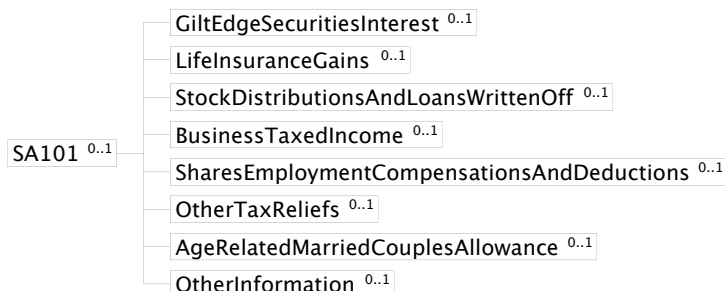 GiltEdgeSecuritiesInterest 0..1
LifeInsuranceGains 0..1
StockDistributionsAndLoansWrittenOff 0..1
BusinessTaxedIncome 0..1
SA101 0..1
SharesEmploymentCompensationsAndDeductions 0..1
OtherTaxReliefs 0..1
AgeRelatedMarriedCouplesAllowance 0..1
OtherInformation 0..1